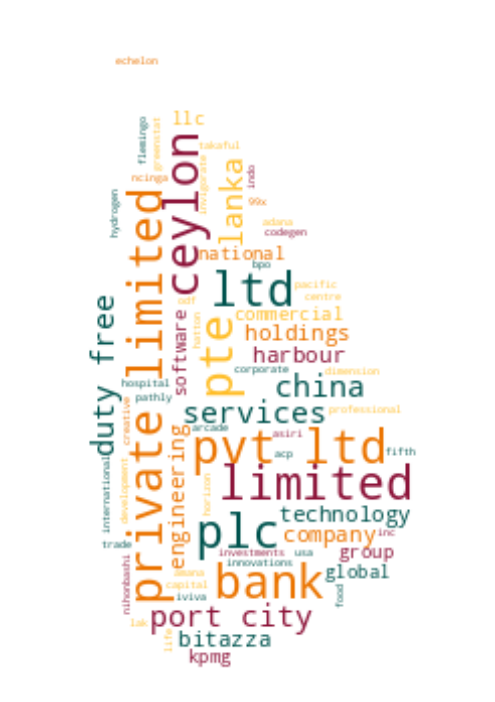 echelon
llc
flemingo
greenstat
ceylon
takaful
invigorate
lanka
indo
ncinga
hydrogen
private limited
99x
adana
codegen
national
bpo
ltd
pacific
centre
odf
hatton
software
pte
commercial
holdings
harbour
duty free
corporate
dimension
hospital
pathly
china
creative
services
professional
arcade
asiri
engineering
pvt ltd
acp
fifth
international
development
limited
horizon
plc
technology
company
inc
trade
investments
usa
group
innovations
nihonbashi
amana
capital
bank
global
iviva
food
port city
lak
life
bitazza
kpmg